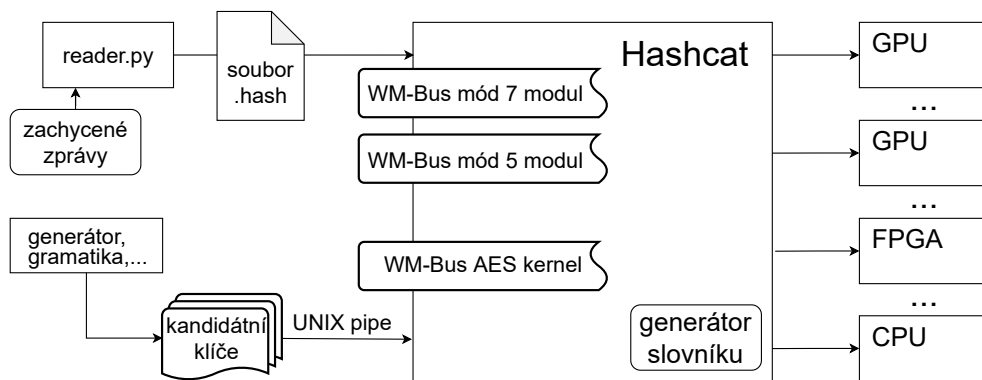 reader.py
soubor
.hash
zachycené
zprávy
generátor,
gramatika,...
kandidátní
klíče
UNIX pipe
Hashcat
WM-Bus mód 7 modul
WM-Bus mód 5 modul
WM-Bus AES kernel
generátor
slovníku
GPU
...
GPU
...
FPGA
...
CPU